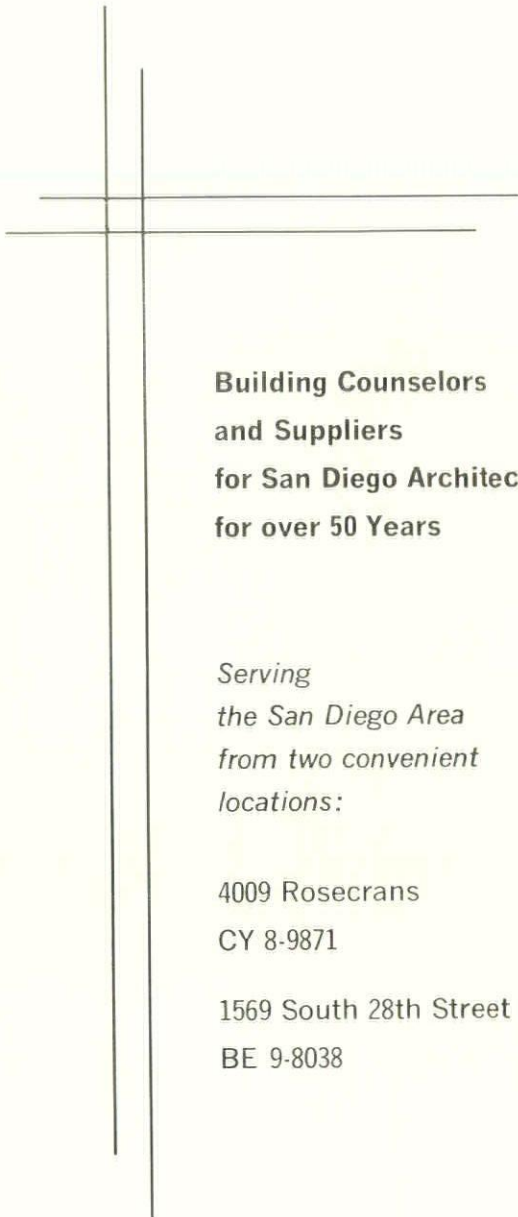 Building Counselors
and Suppliers
for San Diego Architec
for over 50 Years
Serving
the San Diego Area
from two convenient
locations:
4009 Rosecrans
CY 8-9871
1569 South 28th Street
BE 9-8038